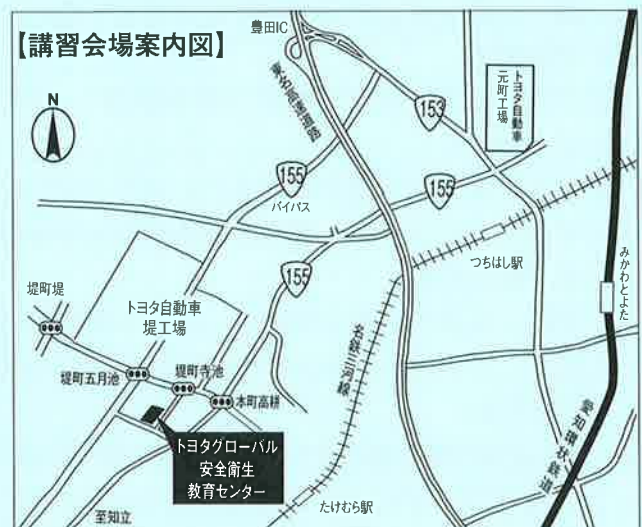 【講習会場案内図】
豊田IC
N
東名高速道路
153
トヨタ自動車
元町工場
155
バイパス
155
つちはし駅
みかわとよた
155
堤町堤
トヨタ自動車
堤工場
名鉄三河線
堤町五月池
堤町寺池
本町高耕
愛知環状鉄道
トヨタグローバル
安全衛生
教育センター
たけむら駅
至知立